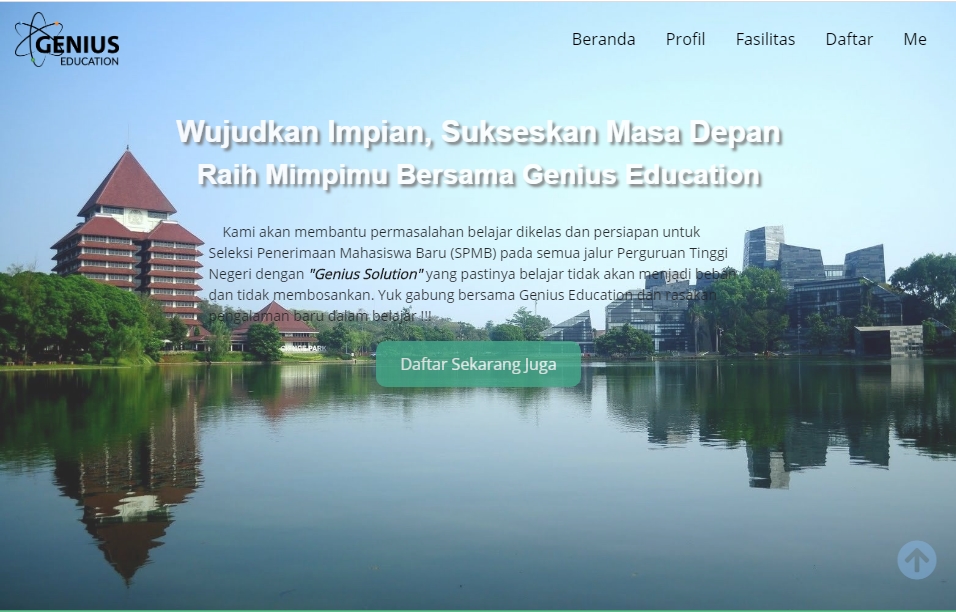 GENIUS
EDUCATION
Beranda Profil Fasilitas Daftar Me
Wujudkan Impian, Sukseskan Masa Depan
Raih Mimpimu Bersama Genius Education
Kami akan membantu permasalahan belajar dikelas dan persiapan untuk
Seleksi Penerimaan Mahasiswa Baru (SPMB) pada semua jalur Perguruan Tinggi
Negeri dengan "Genius Solution" yang pastinya belajar tidak akan menjadi beban
dan tidak membosankan. Yuk gabung bersama Genius Education dan rasakan
pengalaman baru dalam belajar !!!
Daftar Sekarang Juga